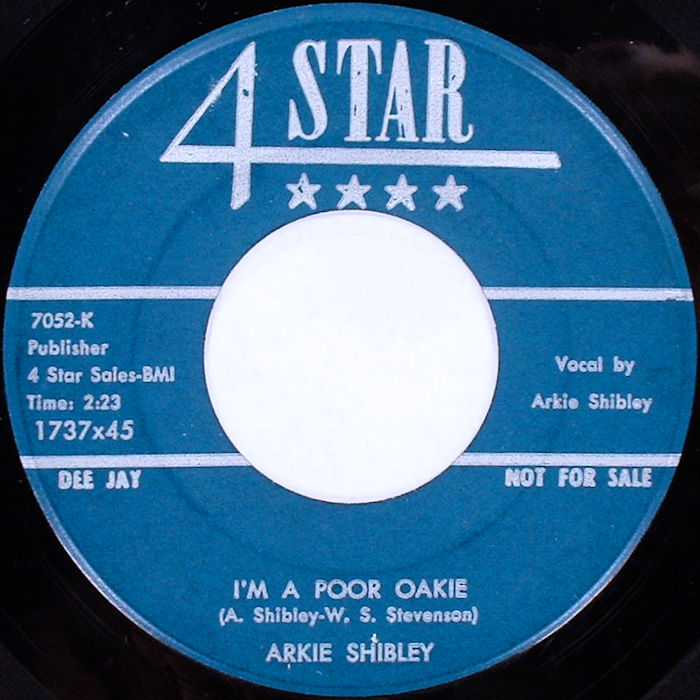 4 STAR
7052-K
Publisher
4 Star Sales-BMI
Time: 2:23
1737x45
DEE JAY
Vocal by
Arkie Shibley
NOT FOR SALE
I'M A POOR OAKIE
(A. Shibley-W. S. Stevenson)
ARKIE SHIBLEY